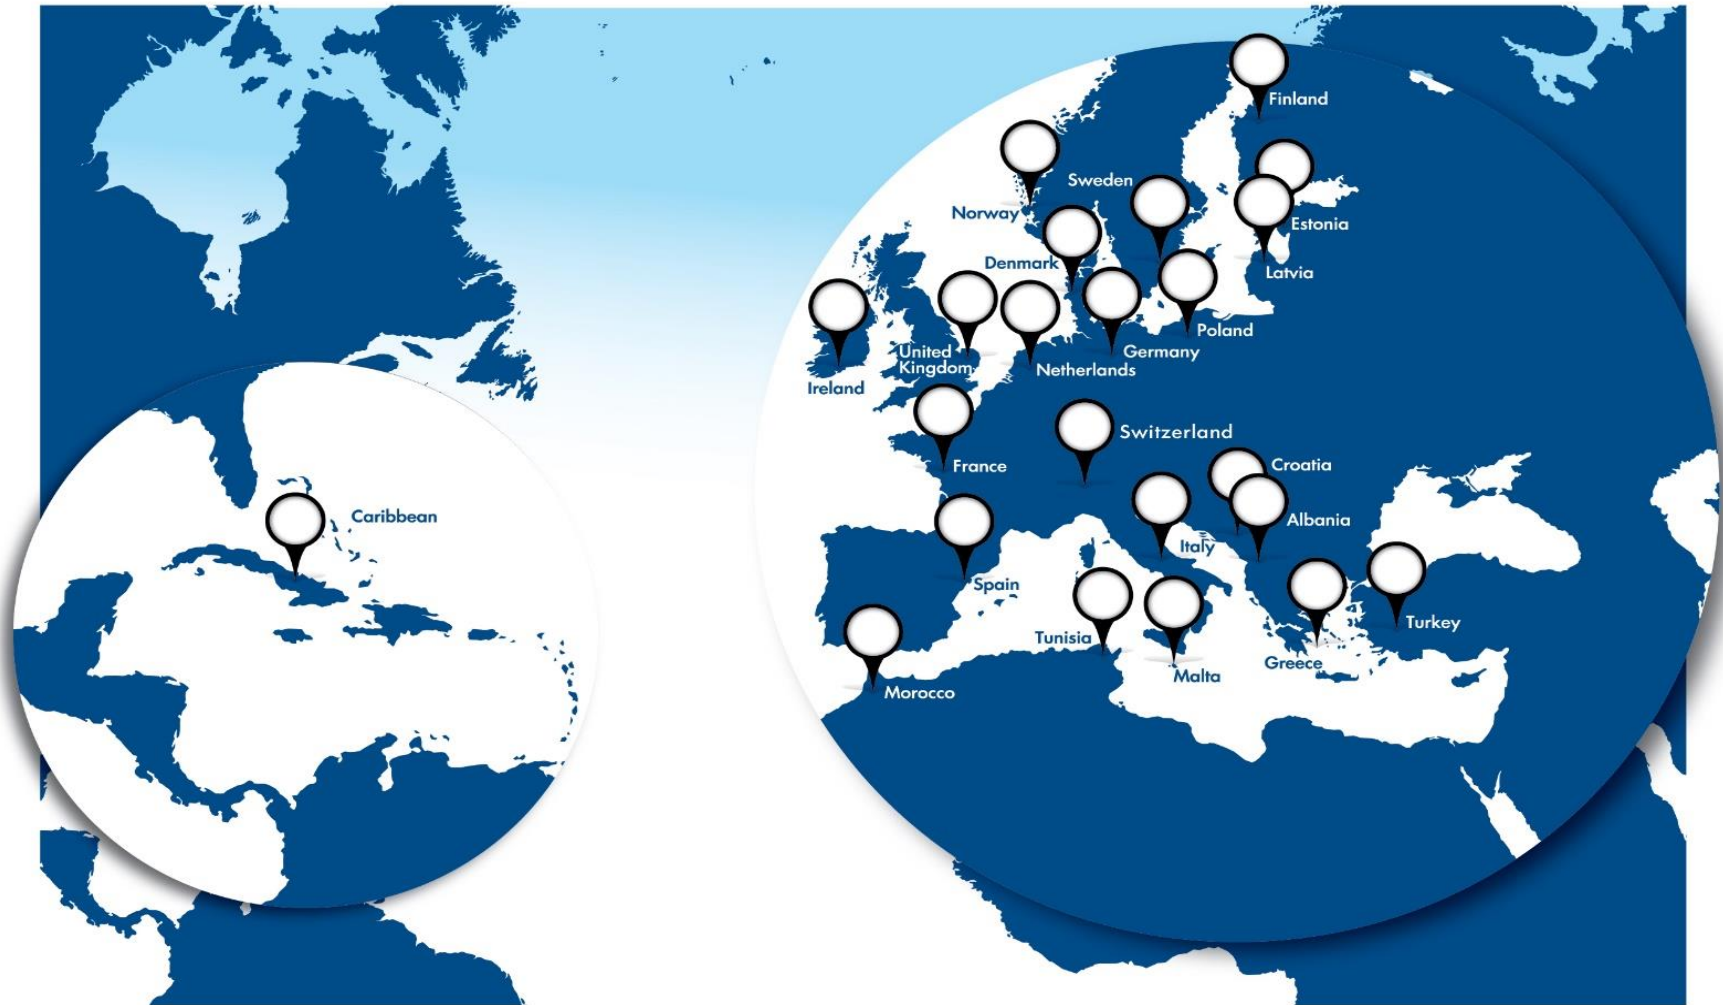 Finland
Sweden
Norway
Estonia
Denmark
Latvia
Poland
United
Kingdom
Germany
Netherlands
Ireland
Switzerland
France
Croatia
Caribbean
Albania
Italy
Spain
Turkey
Tunisia
Greece
Malta
Morocco